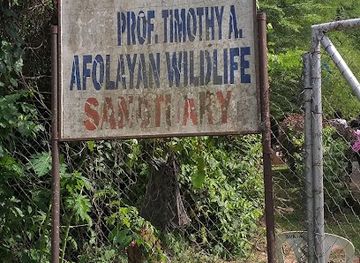 PROF. TIMOTHY A.
AFOLAYAN WILDLIFE
SANCTUARY